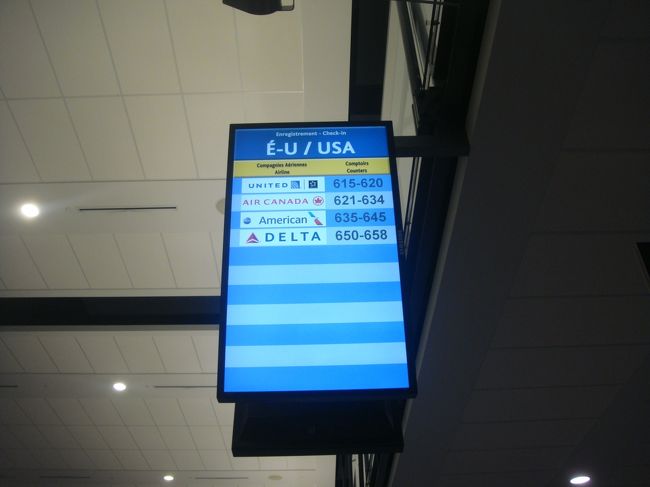 Enregistrement - Check-in
É-U / USA
Compagnies Aériennes Comptoirs
Airline Counters
UNITED 615-620
AIR CANADA 621-634
American 635-645
DELTA 650-658